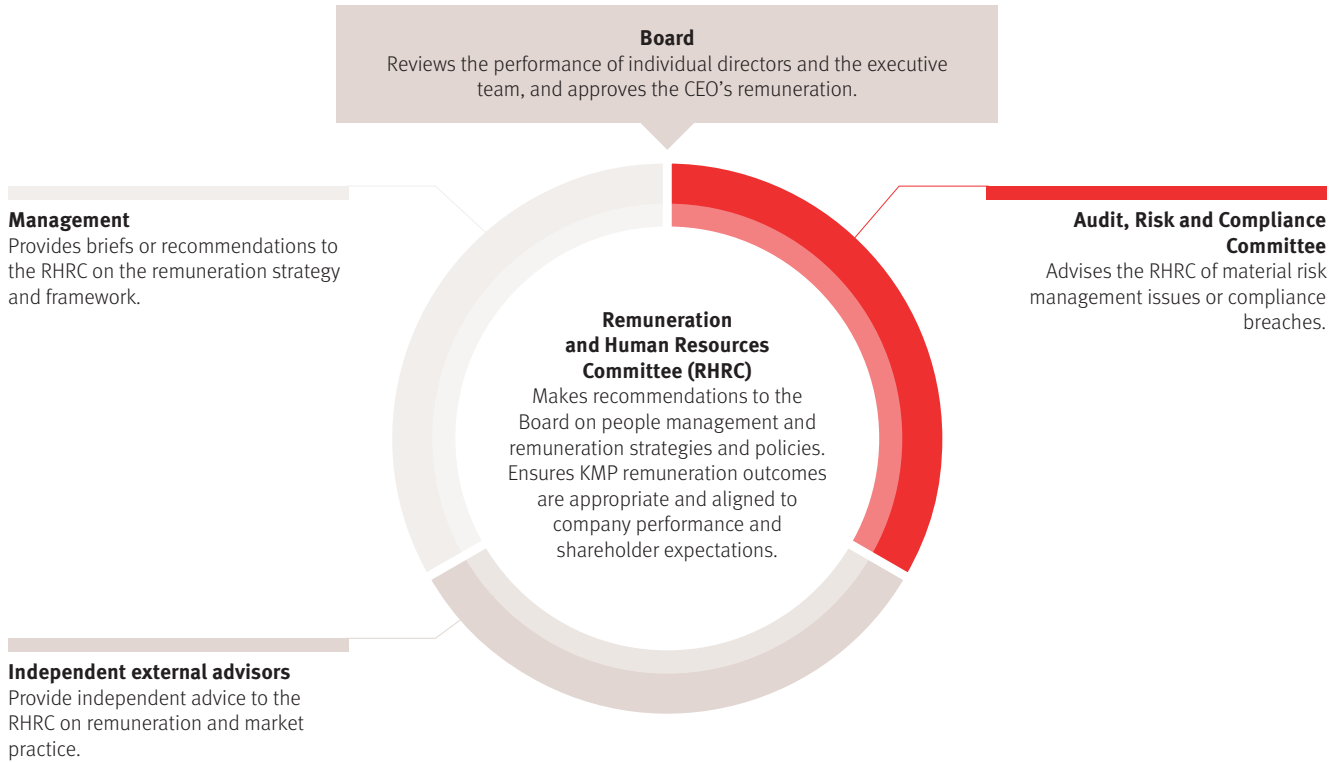 Board
Reviews the performance of individual directors and the executive
team, and approves the CEO’s remuneration.
Management
Provides briefs or recommendations to
the RHRC on the remuneration strategy
and framework.
Audit, Risk and Compliance
Committee
Advises the RHRC of material risk
management issues or compliance
breaches.
Remuneration
and Human Resources
Committee (RHRC)
Makes recommendations to the
Board on people management and
remuneration strategies and policies.
Ensures KMP remuneration outcomes
are appropriate and aligned to
company performance and
shareholder expectations.
Independent external advisors
Provide independent advice to the
RHRC on remuneration and market
practice.